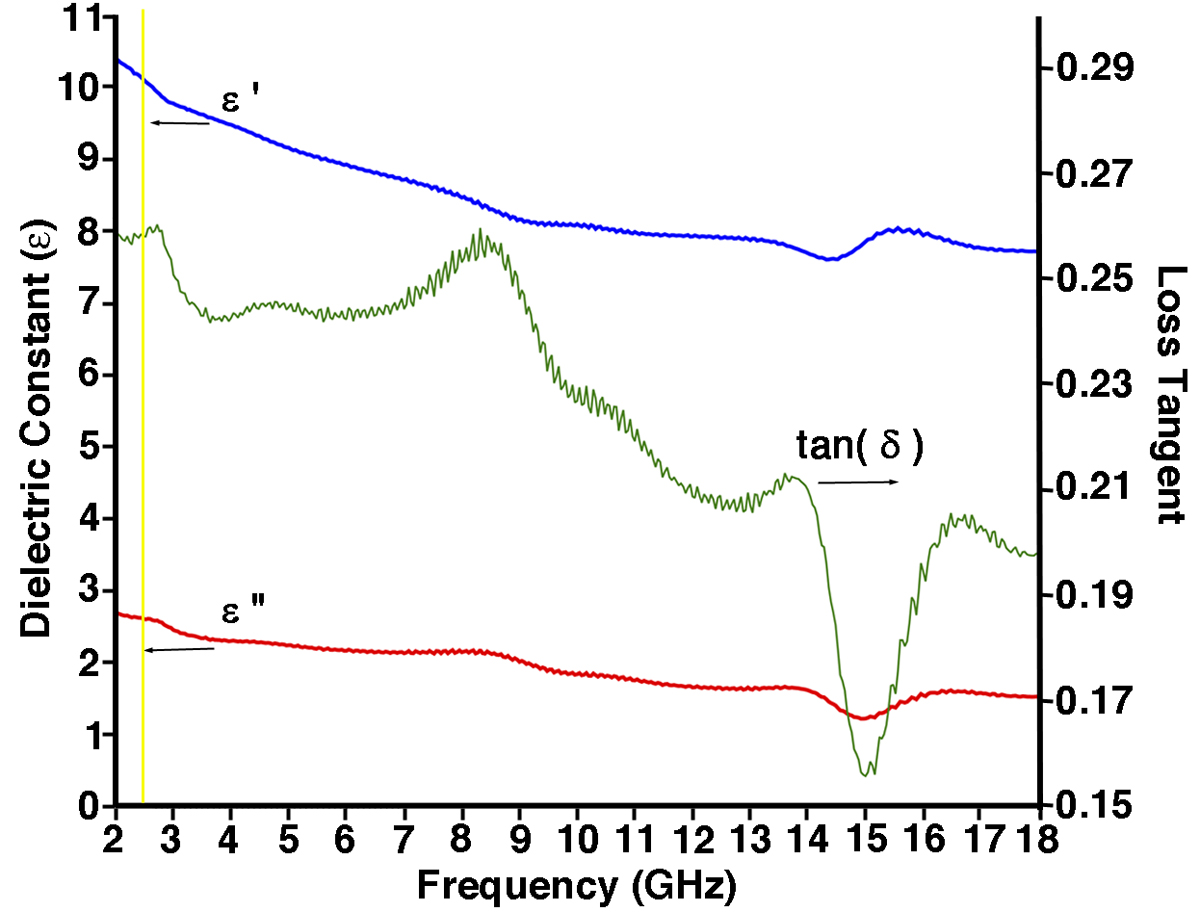 11
10
9
8
7
6
5
4
3
2
1
0
Dielectric Constant (ε)
ε '
tan( δ )
ε "
0.29
0.27
0.25
0.23
0.21
0.19
0.17
0.15
Loss Tangent
2 3 4 5 6 7 8 9 10 11 12 13 14 15 16 17 18
Frequency (GHz)